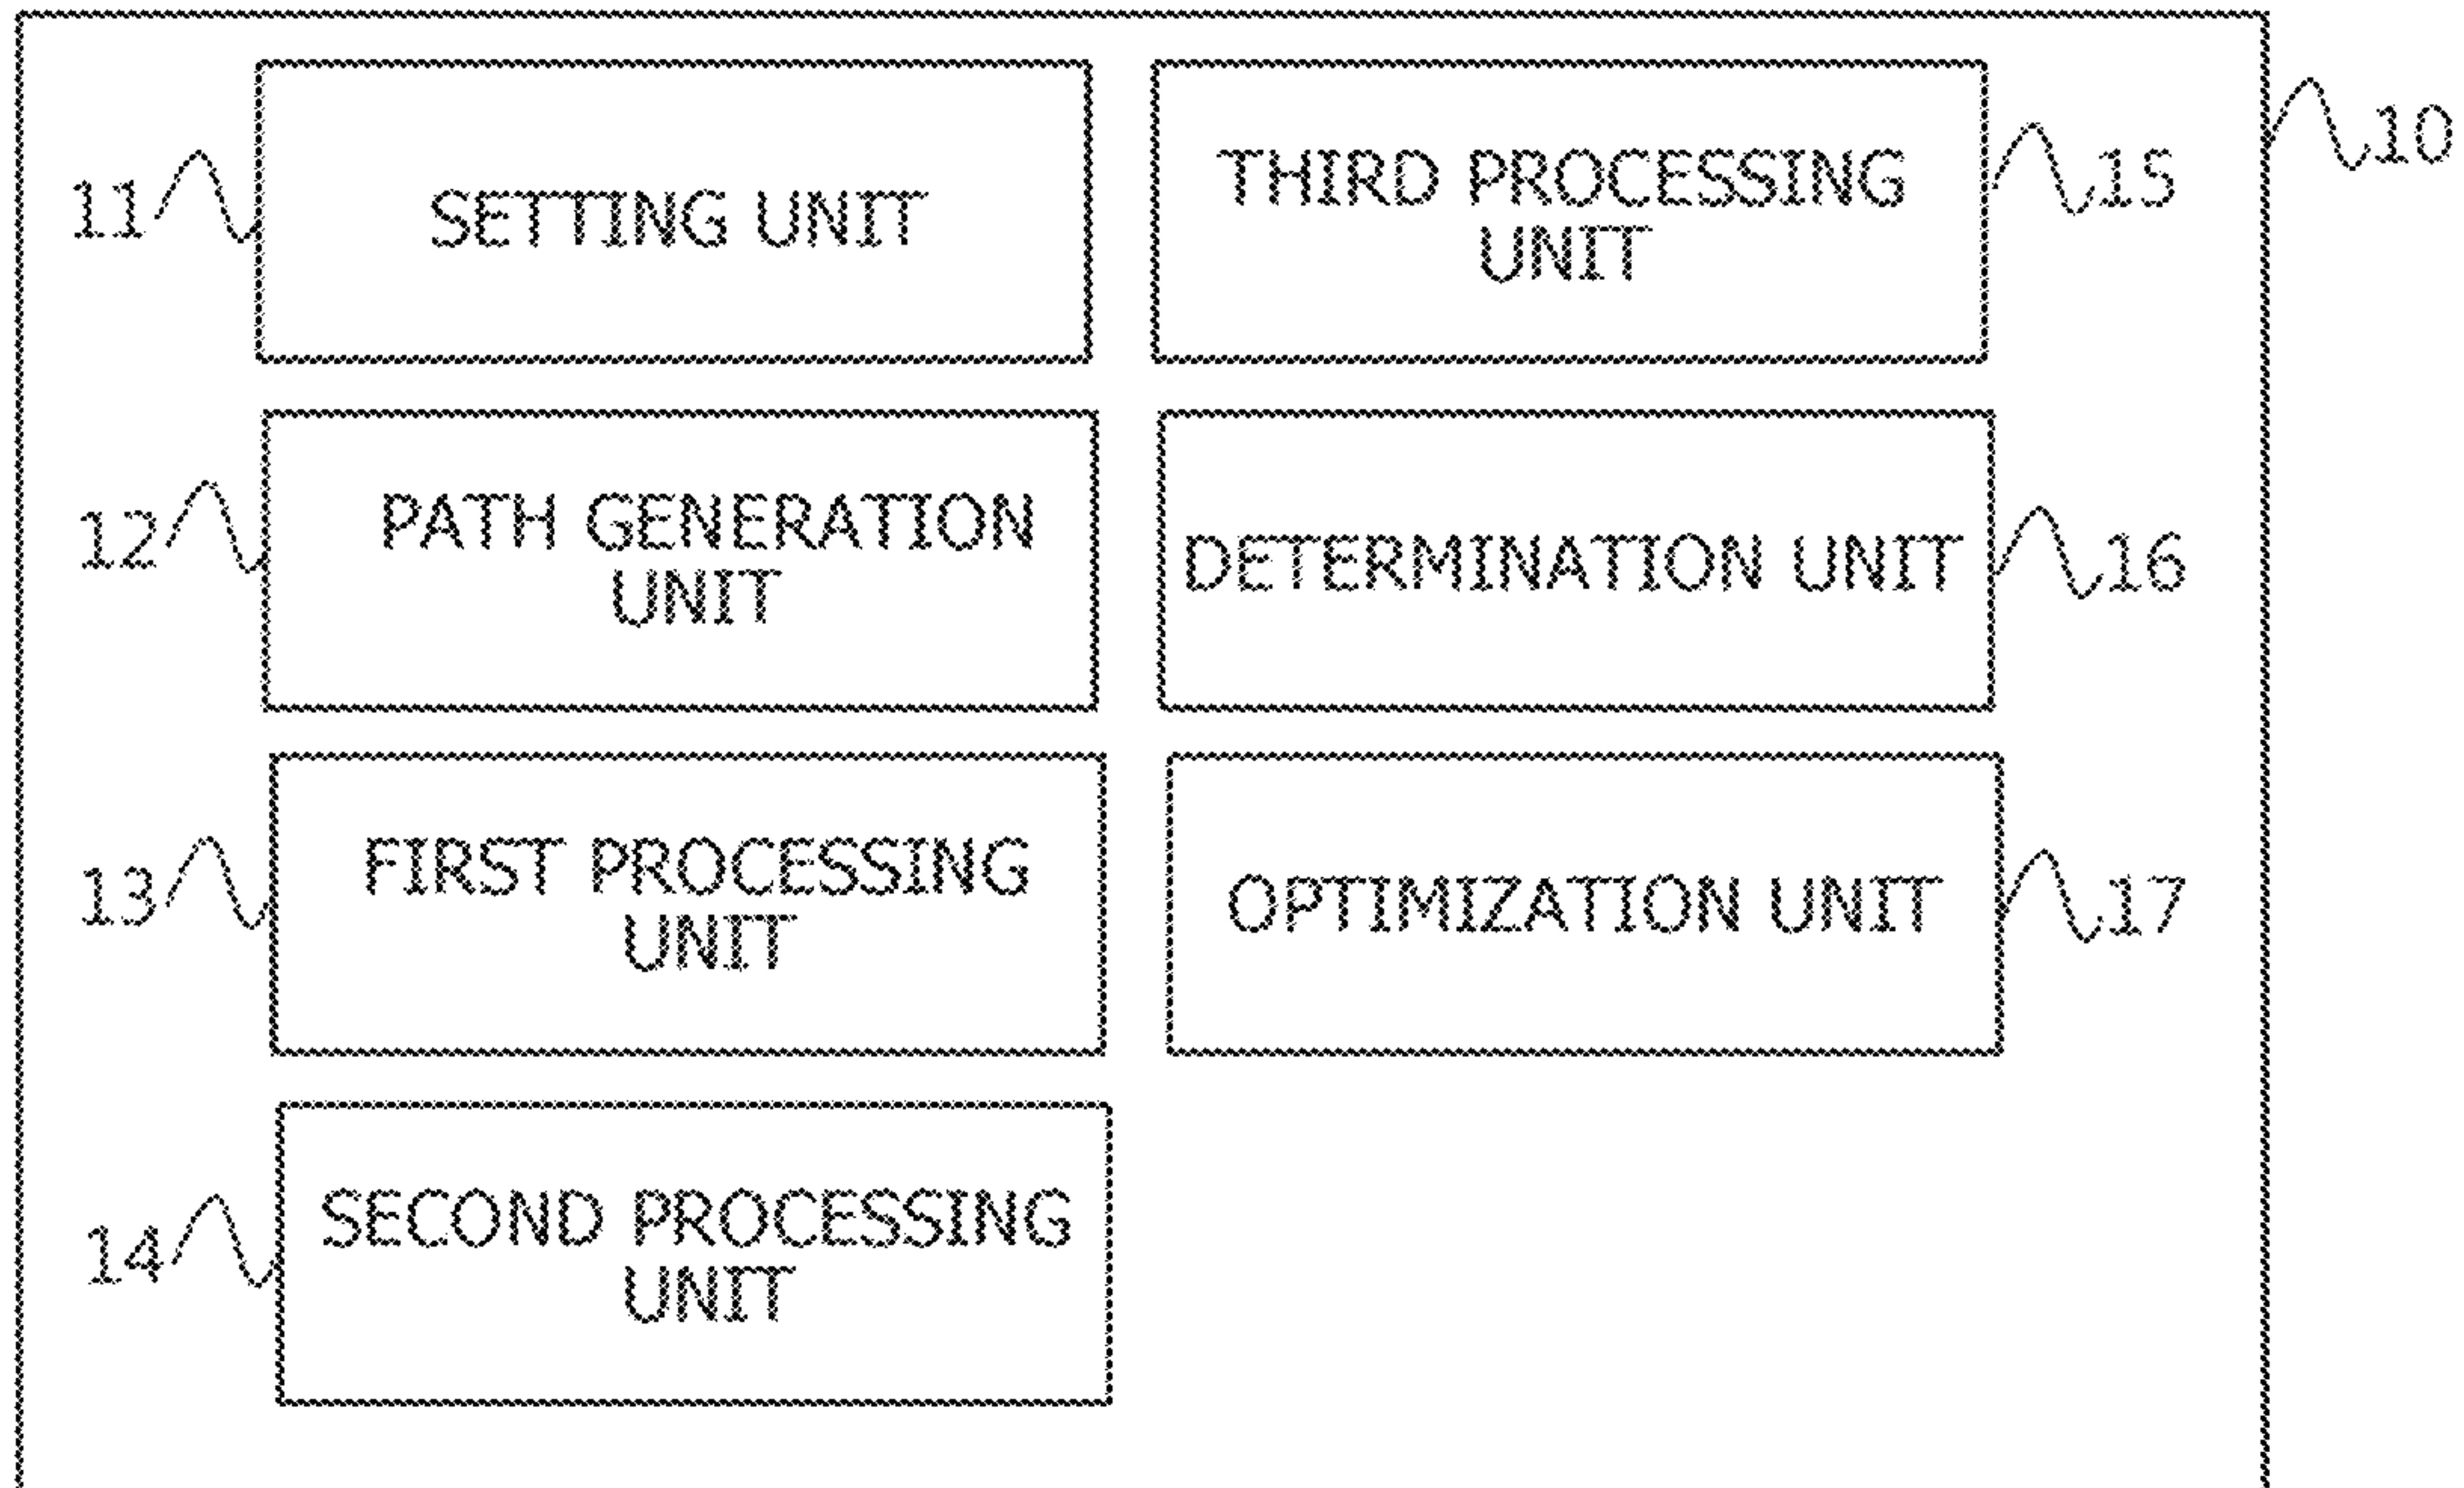 10
11
SETTING UNIT
12
PATH GENERATION
UNIT
13
FIRST PROCESSING
UNIT
14
SECOND PROCESSING
UNIT
THIRD PROCESSING
UNIT
15
DETERMINATION UNIT
16
OPTIMIZATION UNIT
17